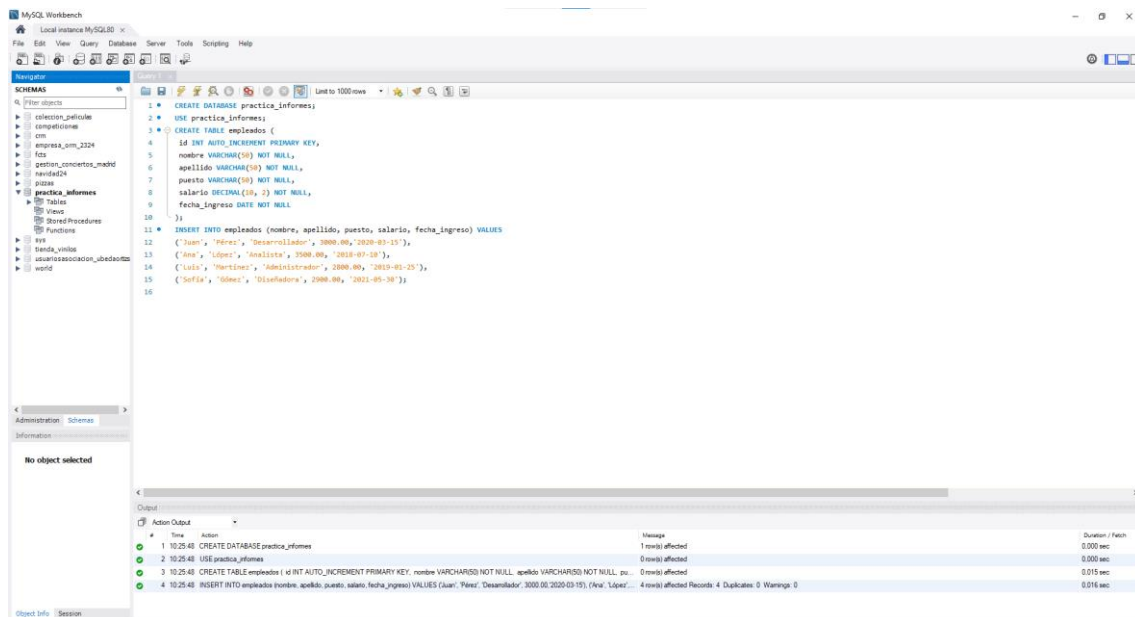 MySQL Workbench
Local instance MySQL80 ×
File Edit View Query Database Server Tools Scripting Help
Navigator
Query 1 ×
SCHEMAS
Filter objects
Limit to 1000 rows
coleccion_peliculas
competiciones
crm
empresa_orm_2324
fcts
gestion_conciertos_madrid
navidad24
pizzas
practica_informes
Tables
Views
Stored Procedures
Functions
sys
tienda_vinilos
world
1 CREATE DATABASE practica_informes;
2 USE practica_informes;
3 CREATE TABLE empleados (
4 id INT AUTO_INCREMENT PRIMARY KEY,
5 nombre VARCHAR(50) NOT NULL,
6 apellido VARCHAR(50) NOT NULL,
7 puesto VARCHAR(50) NOT NULL,
8 salario DECIMAL(10, 2) NOT NULL,
9 fecha_ingreso DATE NOT NULL
10 );
11 INSERT INTO empleados (nombre, apellido, puesto, salario, fecha_ingreso) VALUES
12 ('Juan', 'Pérez', 'Desarrollador', 3000.00,'2020-03-15'),
13 ('Ana', 'López', 'Analista', 3500.00, '2018-07-10'),
14 ('Luis', 'Martínez', 'Administrador', 2800.00, '2019-01-25'),
15 ('Sofía', 'Gómez', 'Diseñadora', 2900.00, '2021-05-30');
16
Administration Schemas
Information
No object selected
Object Info Session
Output
Action Output
# Time Action Message Duration / Fetch
1 10:25:48 CREATE DATABASE practica_informes 1 row(s) affected 0.000 sec
2 10:25:48 USE practica_informes 0 row(s) affected 0.000 sec
3 10:25:48 CREATE TABLE empleados ( id INT AUTO_INCREMENT PRIMARY KEY, nombre VARCHAR(50) NOT NULL, apellido VARCHAR(50) NOT NULL, pu... 0 row(s) affected 0.015 sec
4 10:25:48 INSERT INTO empleados (nombre, apellido, puesto, salario, fecha_ingreso) VALUES ('Juan', 'Pérez', 'Desarrollador', 3000.00,'2020-03-15'), ('Ana', 'López',... 4 row(s) affected Records: 4 Duplicates: 0 Warnings: 0 0.016 sec